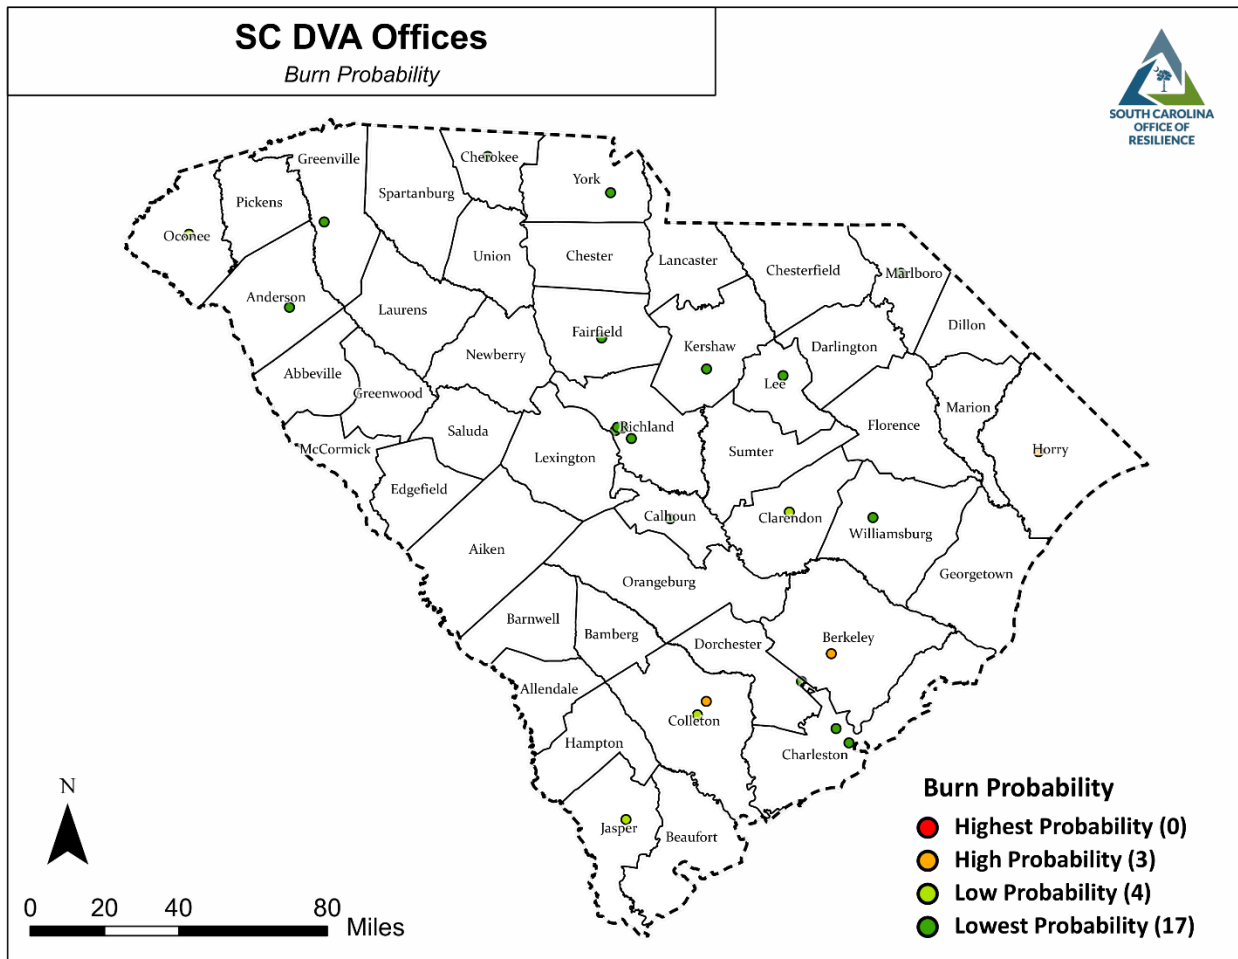 SC DVA Offices
Burn Probability
SOUTH CAROLINA
OFFICE OF
RESILIENCE
Greenville
Cherokee
York
Spartanburg
Pickens
Oconee
Union
Chester
Lancaster
Chesterfield
Marlboro
Anderson
Laurens
Fairfield
Kershaw
Darlington
Dillon
Newberry
Lee
Abbeville
Greenwood
Marion
Saluda
Richland
Florence
McCormick
Lexington
Sumter
Horry
Edgefield
Calhoun
Clarendon
Williamsburg
Aiken
Orangeburg
Georgetown
Barnwell
Bamberg
Dorchester
Berkeley
Allendale
Colleton
Hampton
Charleston
Jasper
Beaufort
N
0 20 40 80 Miles
Burn Probability
Highest Probability (0)
High Probability (3)
Low Probability (4)
Lowest Probability (17)